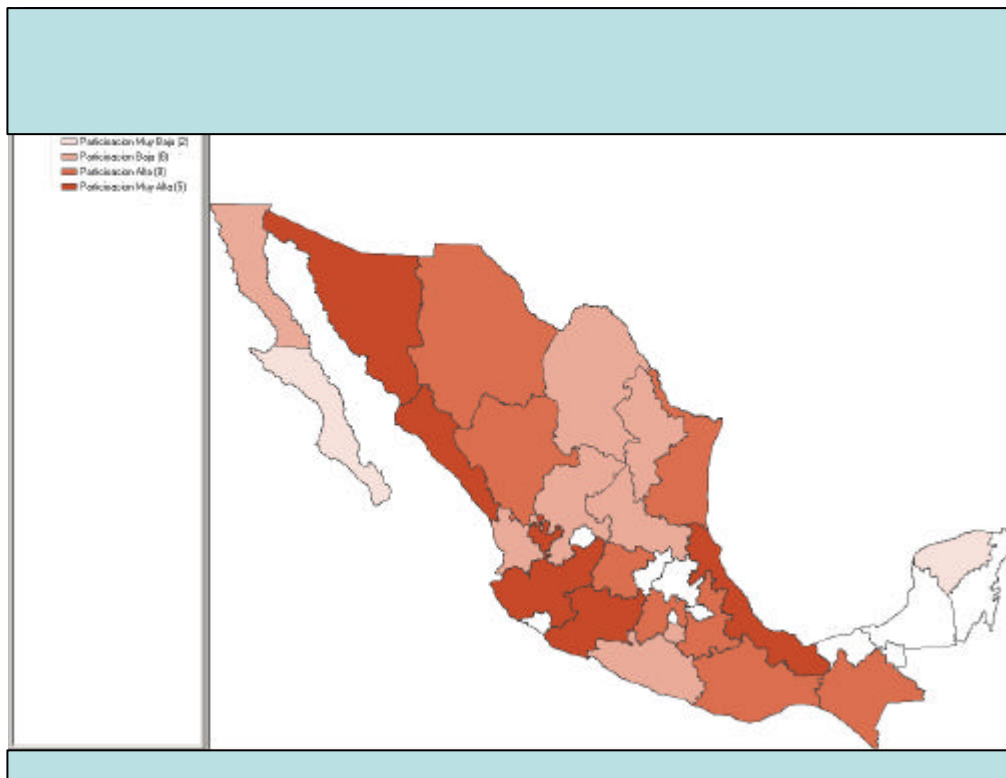 Participacion Muy Baja (2)
Participacion Baja (8)
Participacion Alta (8)
Participacion Muy Alta (5)